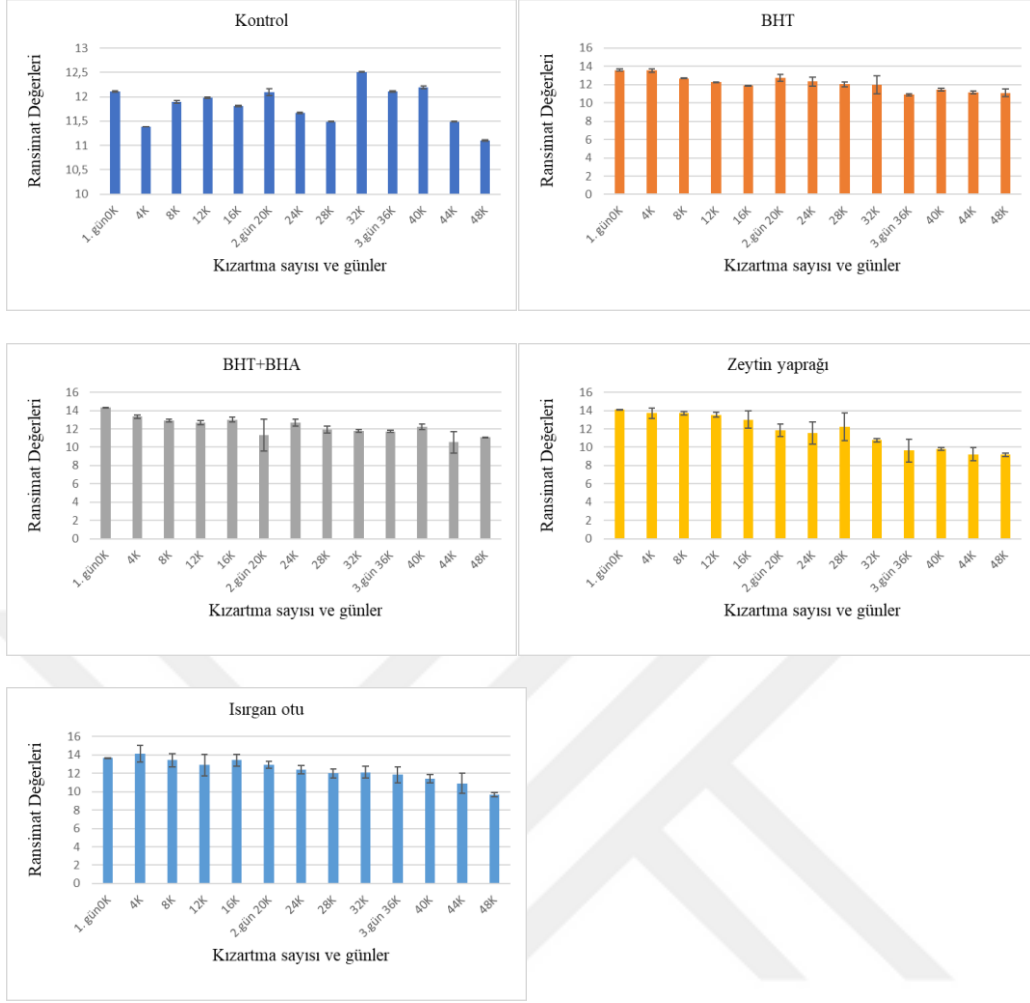 Kontrol
Ransimat Değerleri
13
12,5
12
11,5
11
10,5
10
1. gün0K 4K 8K 12K 16K 2.gün 20K 24K 28K 32K 3.gün 36K 40K 44K 48K
Kızartma sayısı ve günler
BHT
Ransimat Değerleri
16
14
12
10
8
6
4
2
0
1. gün0K 4K 8K 12K 16K 2.gün 20K 24K 28K 32K 3.gün 36K 40K 44K 48K
Kızartma sayısı ve günler
BHT+BHA
Ransimat Değerleri
16
14
12
10
8
6
4
2
0
1. gün0K 4K 8K 12K 16K 2.gün 20K 24K 28K 32K 3.gün 36K 40K 44K 48K
Kızartma sayısı ve günler
Zeytin yaprağı
Ransimat Değerleri
16
14
12
10
8
6
4
2
0
1. gün0K 4K 8K 12K 16K 2.gün 20K 24K 28K 32K 3.gün 36K 40K 44K 48K
Kızartma sayısı ve günler
Isırgan otu
Ransimat Değerleri
16
14
12
10
8
6
4
2
0
1. gün0K 4K 8K 12K 16K 2.gün 20K 24K 28K 32K 3.gün 36K 40K 44K 48K
Kızartma sayısı ve günler